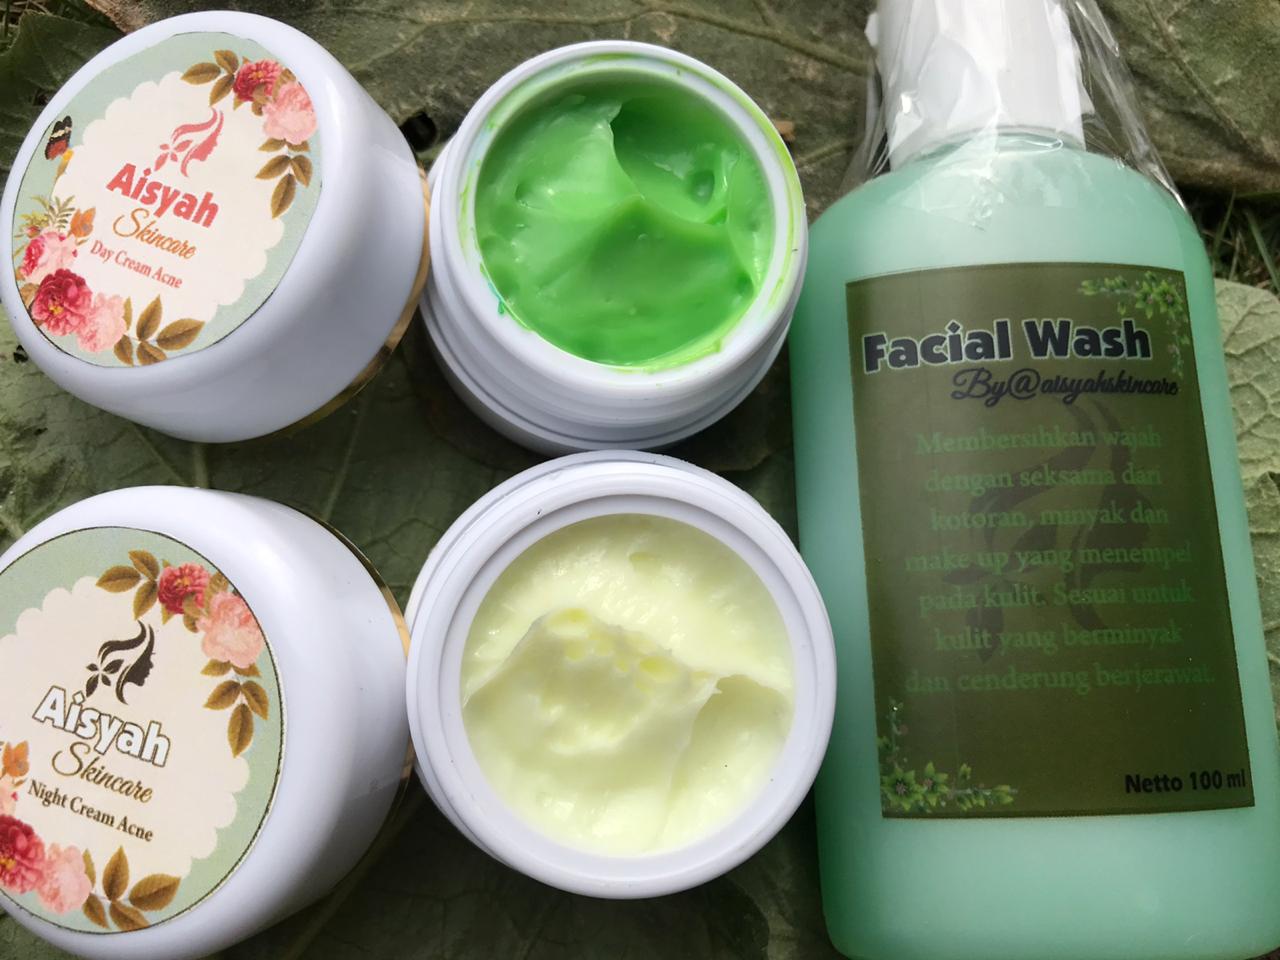 Aisyah
Skincare
Day Cream Acne
Aisyah
Skincare
Night Cream Acne
Facial Wash
By@aisyahskincare
Membersihkan wajah
dengan seksama dari
kotoran, minyak dan
make up yang menempel
pada kulit. Sesuai untuk
kulit yang berminyak
dan cenderung berjerawat.
Netto 100 ml